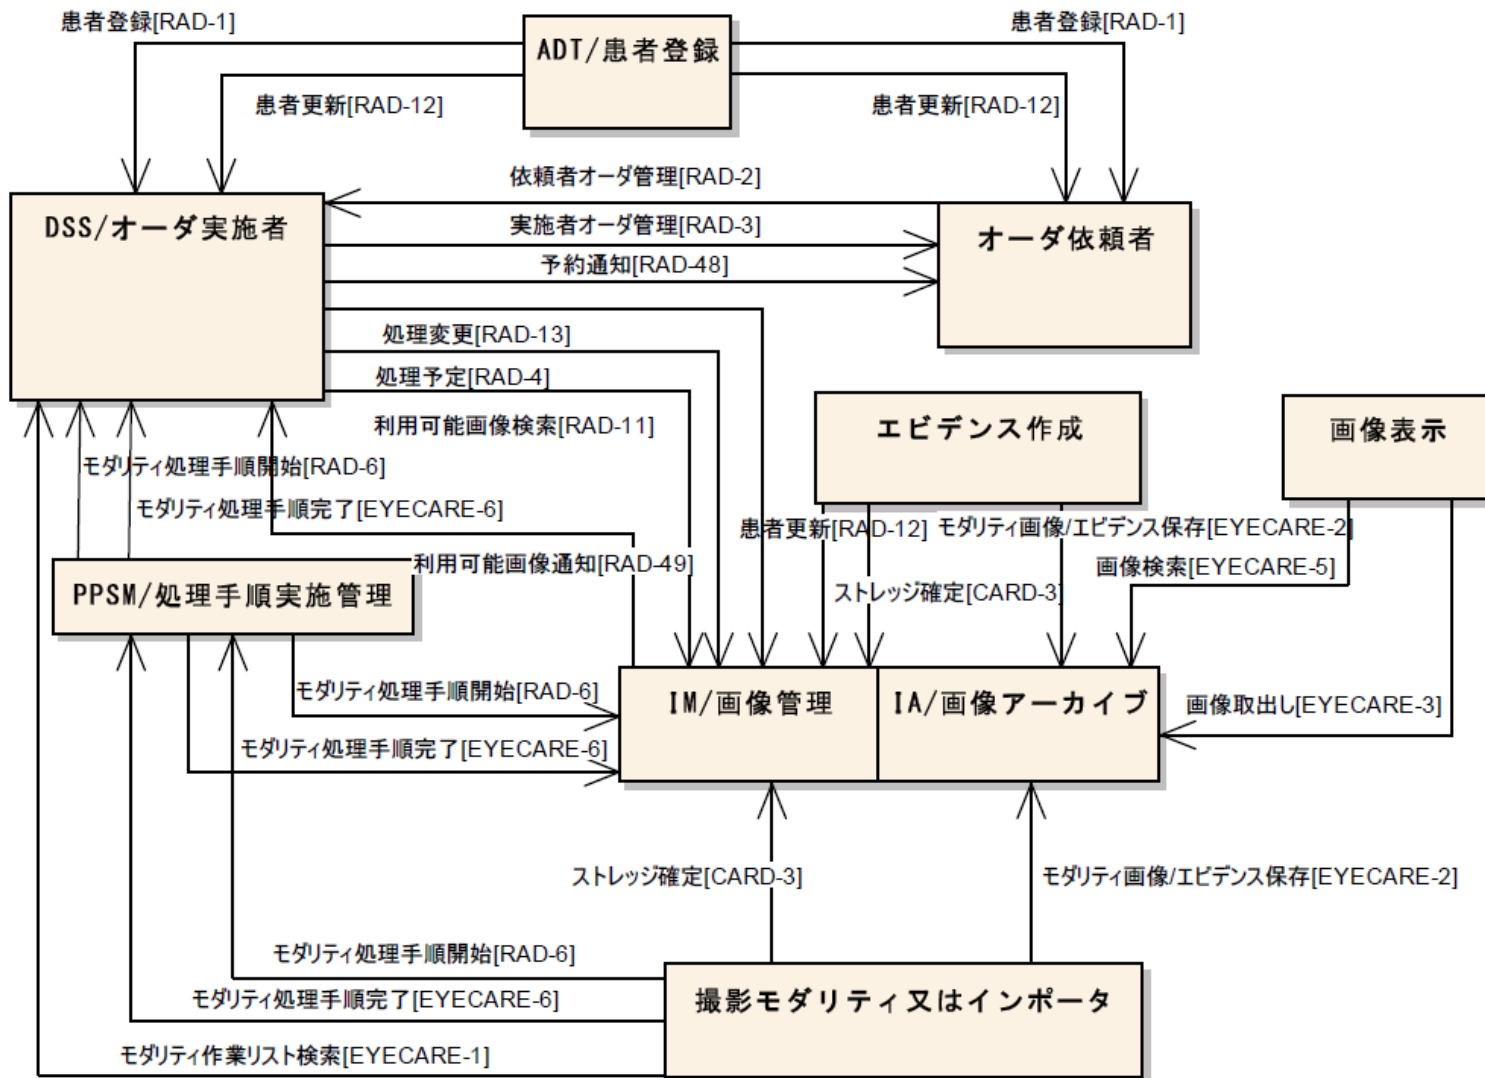 患者登録[RAD-1]
患者登録[RAD-1]
ADT/患者登録
患者更新[RAD-12]
患者更新[RAD-12]
依頼者オーダ管理[RAD-2]
DSS/オーダ実施者
実施者オーダ管理[RAD-3]
オーダ依頼者
予約通知[RAD-48]
処理変更[RAD-13]
処理予定[RAD-4]
利用可能画像検索[RAD-11]
エビデンス作成
画像表示
モダリティ処理手順開始[RAD-6]
モダリティ処理手順完了[EYECARE-6]
患者更新[RAD-12]
モダリティ画像/エビデンス保存[EYECARE-2]
利用可能画像通知[RAD-49]
画像検索[EYECARE-5]
PPSM/処理手順実施管理
ストレッジ確定[CARD-3]
モダリティ処理手順開始[RAD-6]
IM/画像管理
IA/画像アーカイブ
画像取出し[EYECARE-3]
モダリティ処理手順完了[EYECARE-6]
ストレッジ確定[CARD-3]
モダリティ画像/エビデンス保存[EYECARE-2]
モダリティ処理手順開始[RAD-6]
モダリティ処理手順完了[EYECARE-6]
撮影モダリティ又はインポータ
モダリティ作業リスト検索[EYECARE-1]